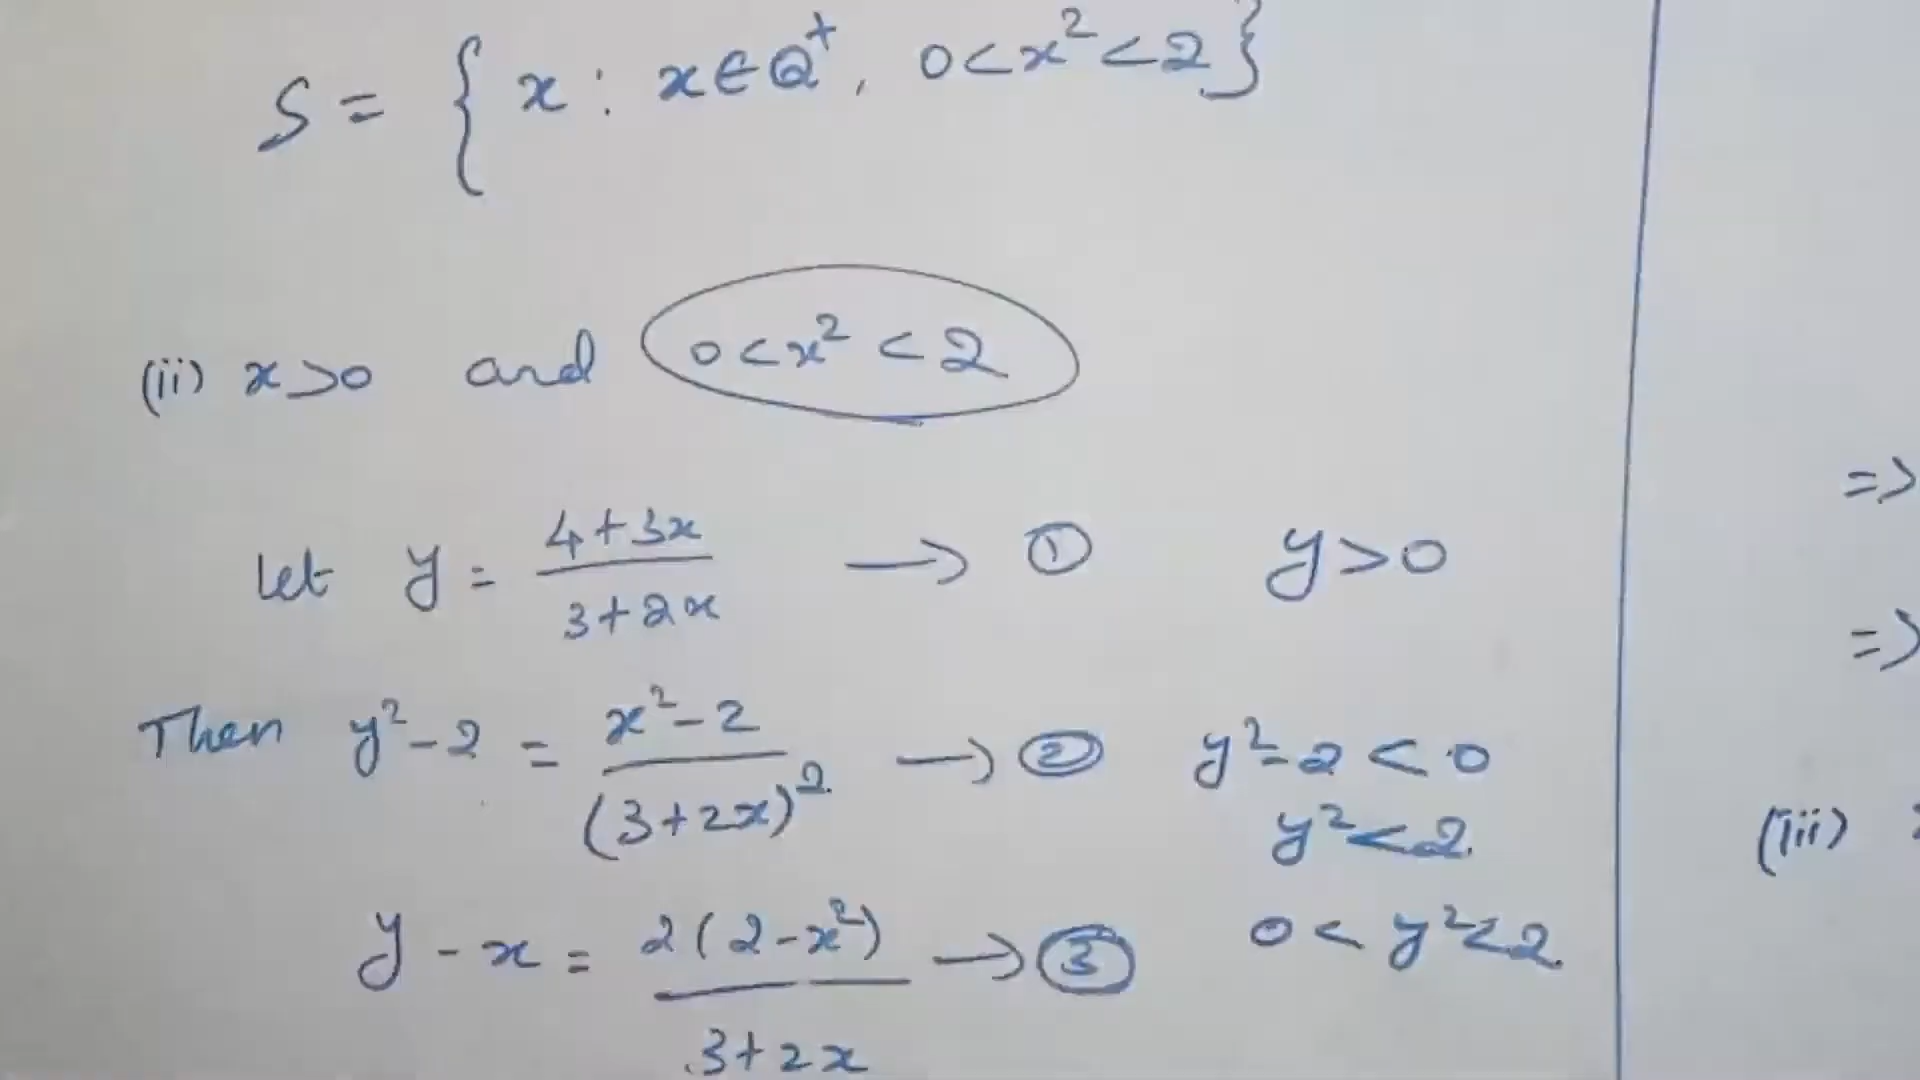 S = { x : x ∈ Q⁺, 0 < x² < 2 }
(ii) x > 0 and 0 < x² < 2
Let y = (4 + 3x) / (3 + 2x) → ① y > 0
Then y² - 2 = (x² - 2) / (3 + 2x)² → ② y² - 2 < 0
y² < 2.
y - x = 2(2 - x²) / (3 + 2x) → ③ 0 < y² < 2.
=>
=>
(iii)